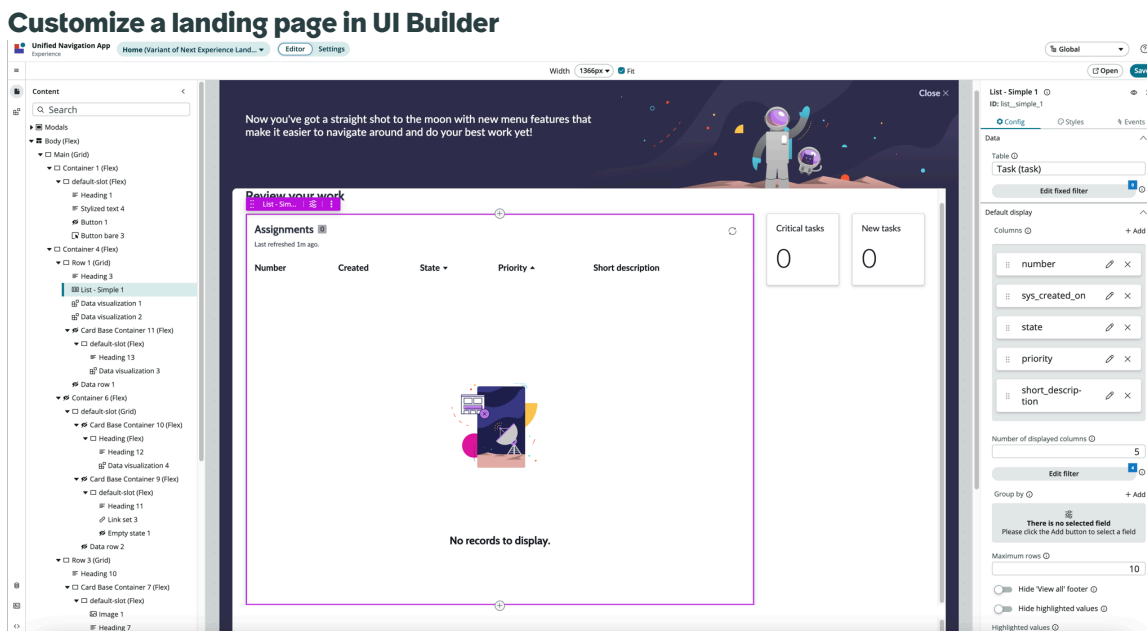 Customize a landing page in UI Builder
Unified Navigation App
Experience
Home (Variant of Next Experience Land...
Editor
Settings
Global
Width
1366px
Fit
Open
Save
Content
Search
Modals
Body (Flex)
Main (Grid)
Container 1 (Flex)
default-slot (Flex)
Heading 1
Stylized text 4
Button 1
Button bare 3
Container 4 (Flex)
Row 1 (Grid)
Heading 3
List - Simple 1
Data visualization 1
Data visualization 2
Card Base Container 11 (Flex)
default-slot (Flex)
Heading 13
Data visualization 3
Data row 1
Container 6 (Flex)
default-slot (Grid)
Card Base Container 10 (Flex)
Heading (Flex)
Heading 12
Data visualization 4
Card Base Container 9 (Flex)
default-slot (Flex)
Heading 11
Link set 3
Empty state 1
Data row 2
Row 3 (Grid)
Heading 10
Card Base Container 7 (Flex)
default-slot (Flex)
Image 1
Heading 7
Close
Now you've got a straight shot to the moon with new menu features that
make it easier to navigate around and do your best work yet!
Review your work
List - Sim...
Assignments 0
Last refreshed 1m ago.
Number
Created
State
Priority
Short description
No records to display.
Critical tasks
0
New tasks
0
List - Simple 1
ID: list__simple_1
Config
Styles
Events
Data
Table
Task (task)
Edit fixed filter
Default display
Columns
+ Add
number
sys_created_on
state
priority
short_descrip-
tion
Number of displayed columns
5
Edit filter
Group by
+ Add
There is no selected field
Please click the Add button to select a field
Maximum rows
10
Hide 'View all' footer
Hide highlighted values
Highlighted values